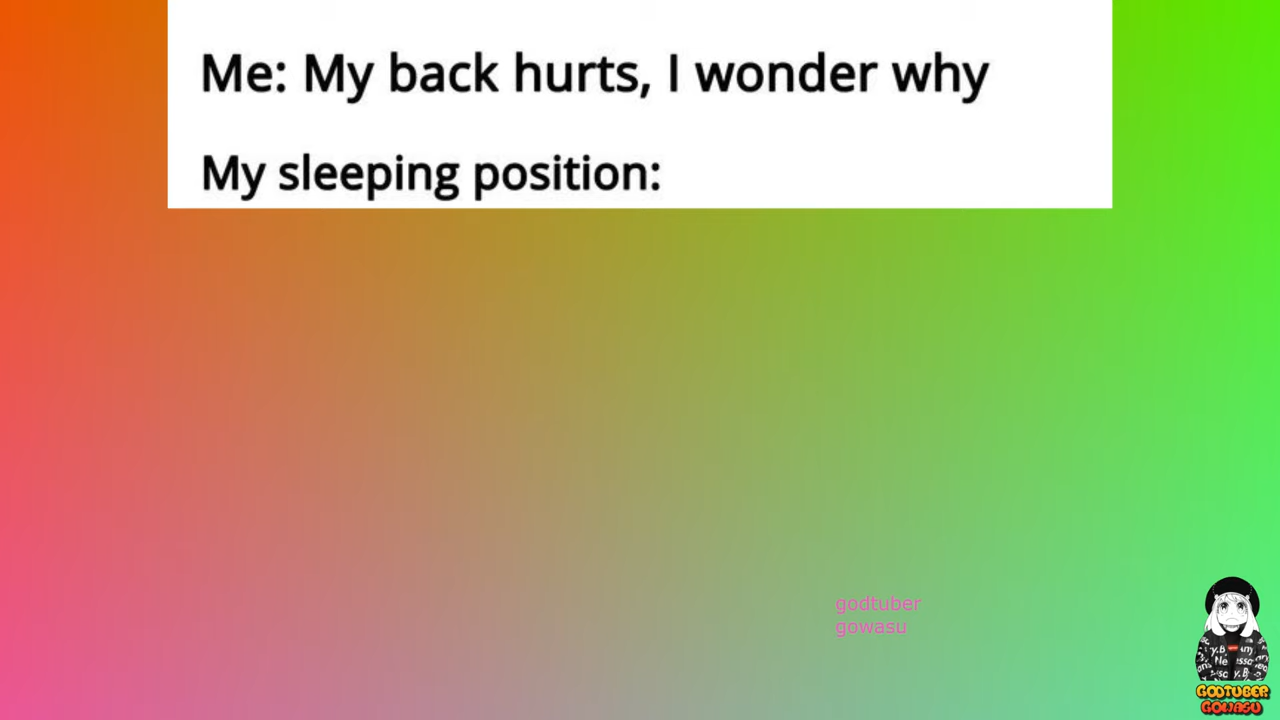 Me: My back hurts, I wonder why
My sleeping position:
godtuber
gowasu
GODTUBER
GOWASU